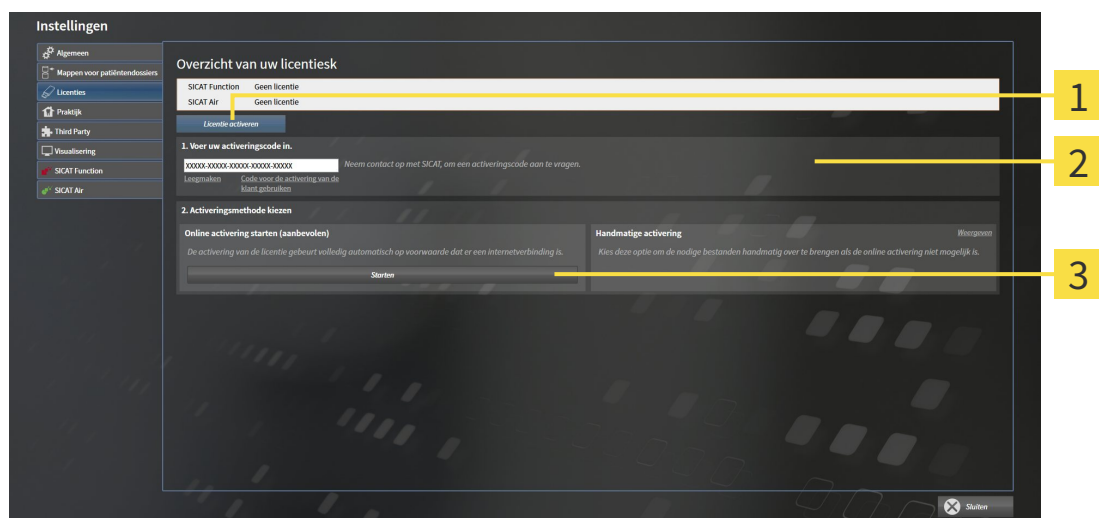 Instellingen
Algemeen
Mappen voor patiëntendossiers
Licenties
Praktijk
Third Party
Visualisering
SICAT Function
SICAT Air
Overzicht van uw licentiesk
SICAT Function Geen licentie
SICAT Air Geen licentie
Licentie activeren
1. Voer uw activeringscode in.
XXXXX-XXXXX-XXXXX-XXXXX-XXXXX
Neem contact op met SICAT, om een activeringscode aan te vragen.
Leegmaken
Code voor de activering van de
klant gebruiken
2. Activeringsmethode kiezen
Online activering starten (aanbevolen)
De activering van de licentie gebeurt volledig automatisch op voorwaarde dat er een internetverbinding is.
Starten
Handmatige activering
Weergeven
Kies deze optie om de nodige bestanden handmatig over te brengen als de online activering niet mogelijk is.
Sluiten
1
2
3